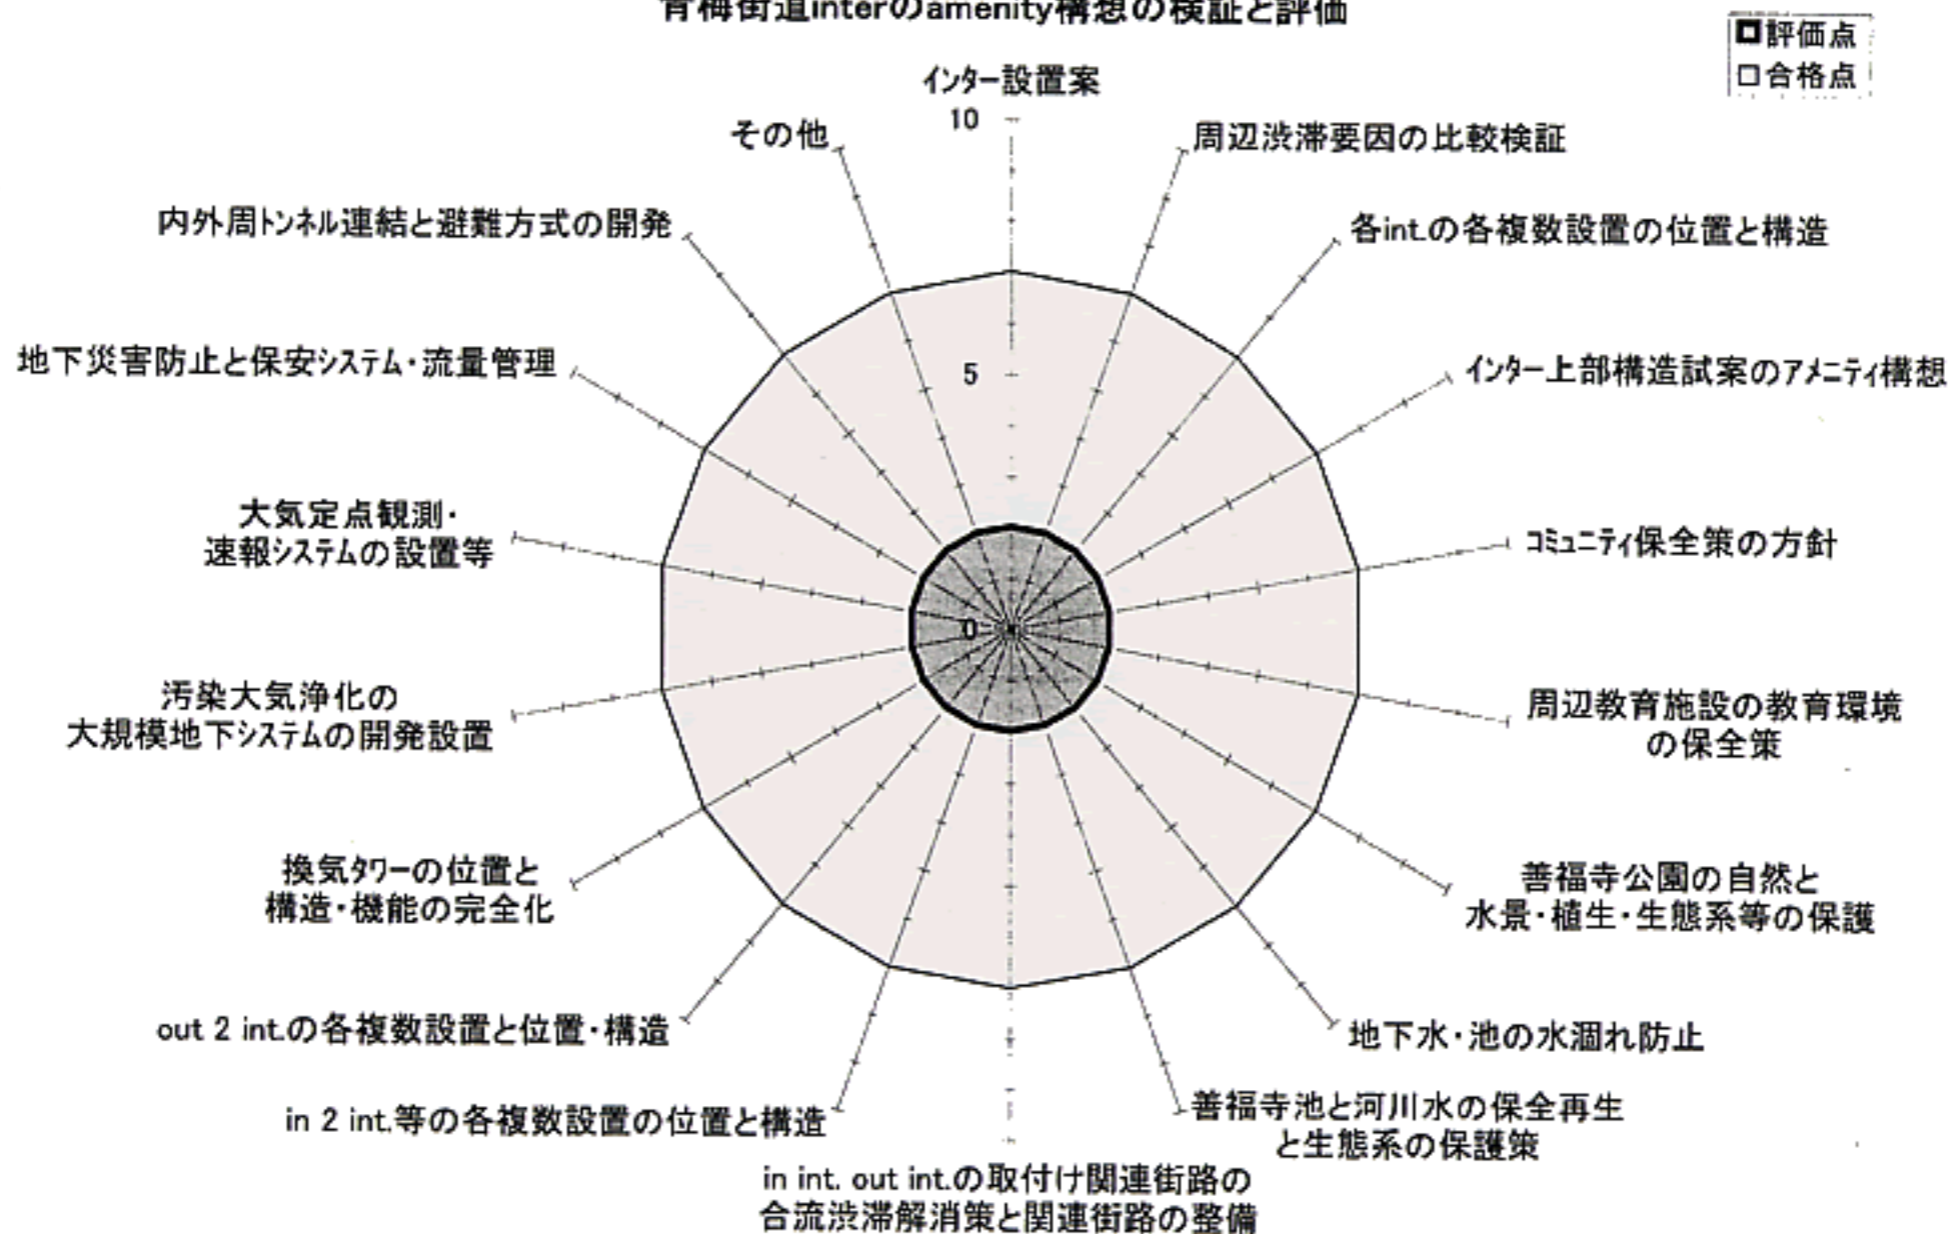 青梅街道interのamenity構想の検証と評価
評価点
合格点
インター設置案
10
5
0
周辺渋滞要因の比較検証
各int.の各複数設置の位置と構造
インター上部構造試案のアメニティ構想
コミュニティ保全策の方針
周辺教育施設の教育環境
の保全策
善福寺公園の自然と
水景・植生・生態系等の保護
地下水・池の水涸れ防止
善福寺池と河川水の保全再生
と生態系の保護策
in int. out int.の取付け関連街路の
合流渋滞解消策と関連街路の整備
in 2 int.等の各複数設置の位置と構造
out 2 int.の各複数設置と位置・構造
換気タワーの位置と
構造・機能の完全化
汚染大気浄化の
大規模地下システムの開発設置
大気定点観測・
速報システムの設置等
地下災害防止と保安システム・流量管理
内外周トンネル連結と避難方式の開発
その他